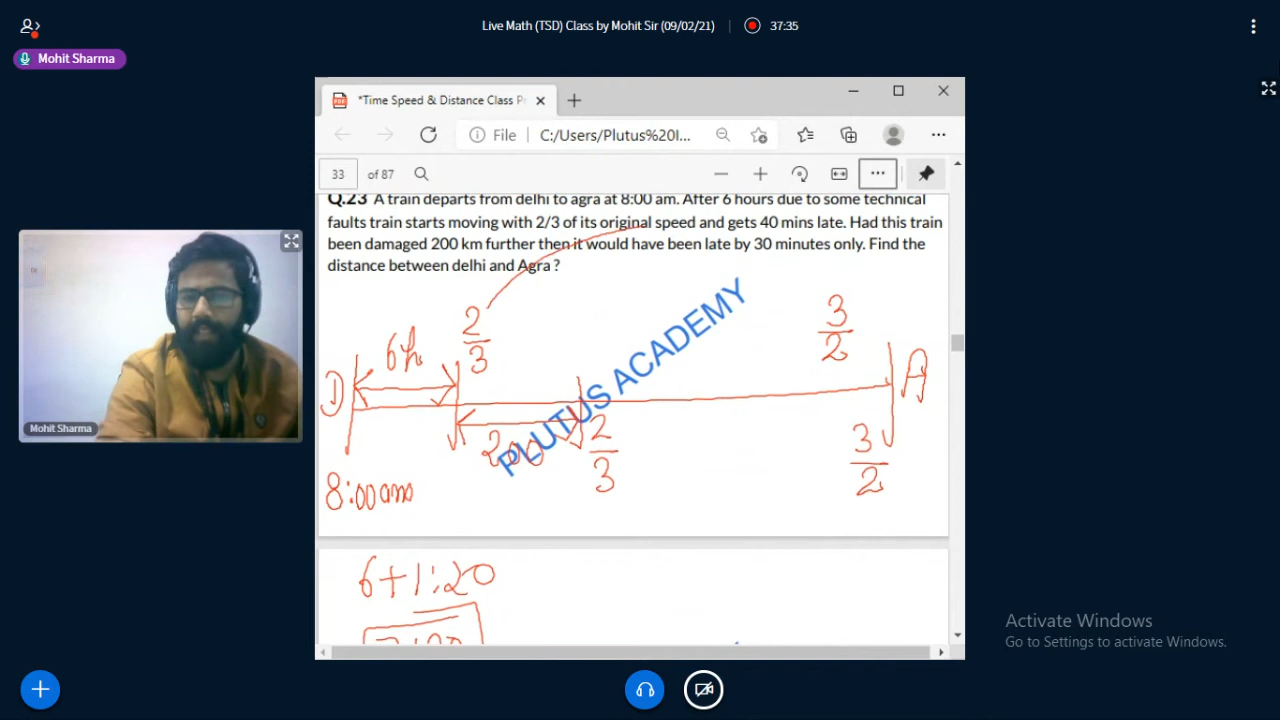 Live Math (TSD) Class by Mohit Sir (09/02/21)
37:35
Mohit Sharma
*Time Speed & Distance Class Pr
File
C:/Users/Plutus%20I...
33 of 87
Q.23 A train departs from delhi to agra at 8:00 am. After 6 hours due to some technical
faults train starts moving with 2/3 of its original speed and gets 40 mins late. Had this train
been damaged 200 km further then it would have been late by 30 minutes only. Find the
distance between delhi and Agra ?
PLUTUS ACADEMY
6h
2/3
3/2
D
A
200
2/3
3/2
8:00am
6+1:20
Mohit Sharma
Activate Windows
Go to Settings to activate Windows.